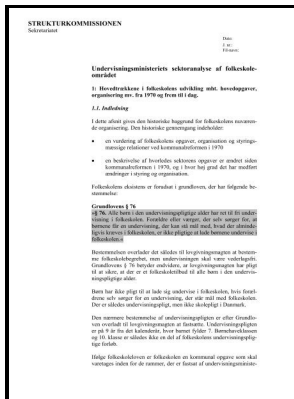 STRUKTURKOMMISSIONEN
Sekretariatet
Dato:
J. nr:
Filnavn:
Undervisningsministeriets sektoranalyse af folkeskole-
området
1: Hovedtrækkene i folkeskolens udvikling mht. hovedopgaver,
organisering mv. fra 1970 og frem til i dag.
1.1. Indledning
I dette afsnit gives den historiske baggrund for folkeskolens nuværen-
de organisering. Den historiske gennemgang indeholder:
• en vurdering af folkeskolens opgaver, organisation og styrings-
mæssige relationer ved kommunalreformen i 1970
• en beskrivelse af hvorledes sektorens opgaver er ændret siden
kommunalreformen i 1970, og i hvor høj grad det har medført
ændringer i styring og organisation.
Folkeskolens eksistens er forudsat i grundloven, der har følgende be-
stemmelse:
Grundlovens § 76
»§ 76. Alle børn i den undervisningspligtige alder har ret til fri under-
visning i folkeskolen. Forældre eller værger, der selv sørger for, at
børnene får en undervisning, der kan stå mål med, hvad der alminde-
ligvis kræves i folkeskolen, er ikke pligtige at lade børnene undervise i
folkeskolen.«
Bestemmelsen overlader det til lovgivningsmagten at bestem-
me folkeskolebegrebet, men undervisningen skal være vederlagsfri.
Grundlovens § 76 betyder endvidere, at lovgivningsmagten har pligt
til at sikre, at der er et folkeskoletilbud til alle børn i den undervis-
ningspligtige alder.
Børn har ikke pligt til at lade sig undervise i folkeskolen, hvis foræl-
drene selv sørger for en undervisning, der står mål med folkeskolen.
Der er således undervisningspligt, men ikke skolepligt i Danmark.
Den nærmere bestemmelse af undervisningspligten er efter Grundlo-
ven overladt til lovgivningsmagten at fastsætte. Undervisningspligten
er på 9 år fra det kalenderår, hvor barnet fylder 7. Børnehaveklassen
og 10. klasse er således ikke en del af folkeskolens undervisningsplig-
tige forløb.
Ifølge folkeskoleloven er folkeskolen en kommunal opgave som skal
varetages inden for de rammer, der er fastsat af undervisningsministe-